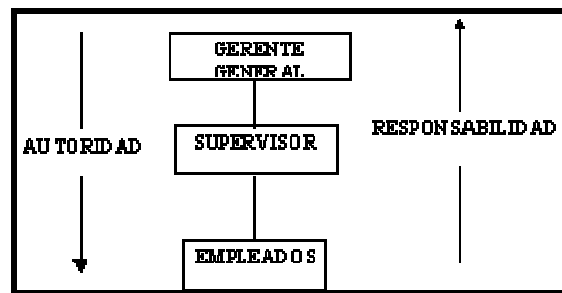 GERENTE
GENERAL
AUTORIDAD
SUPERVISOR
RESPONSABILIDAD
EMPLEADOS